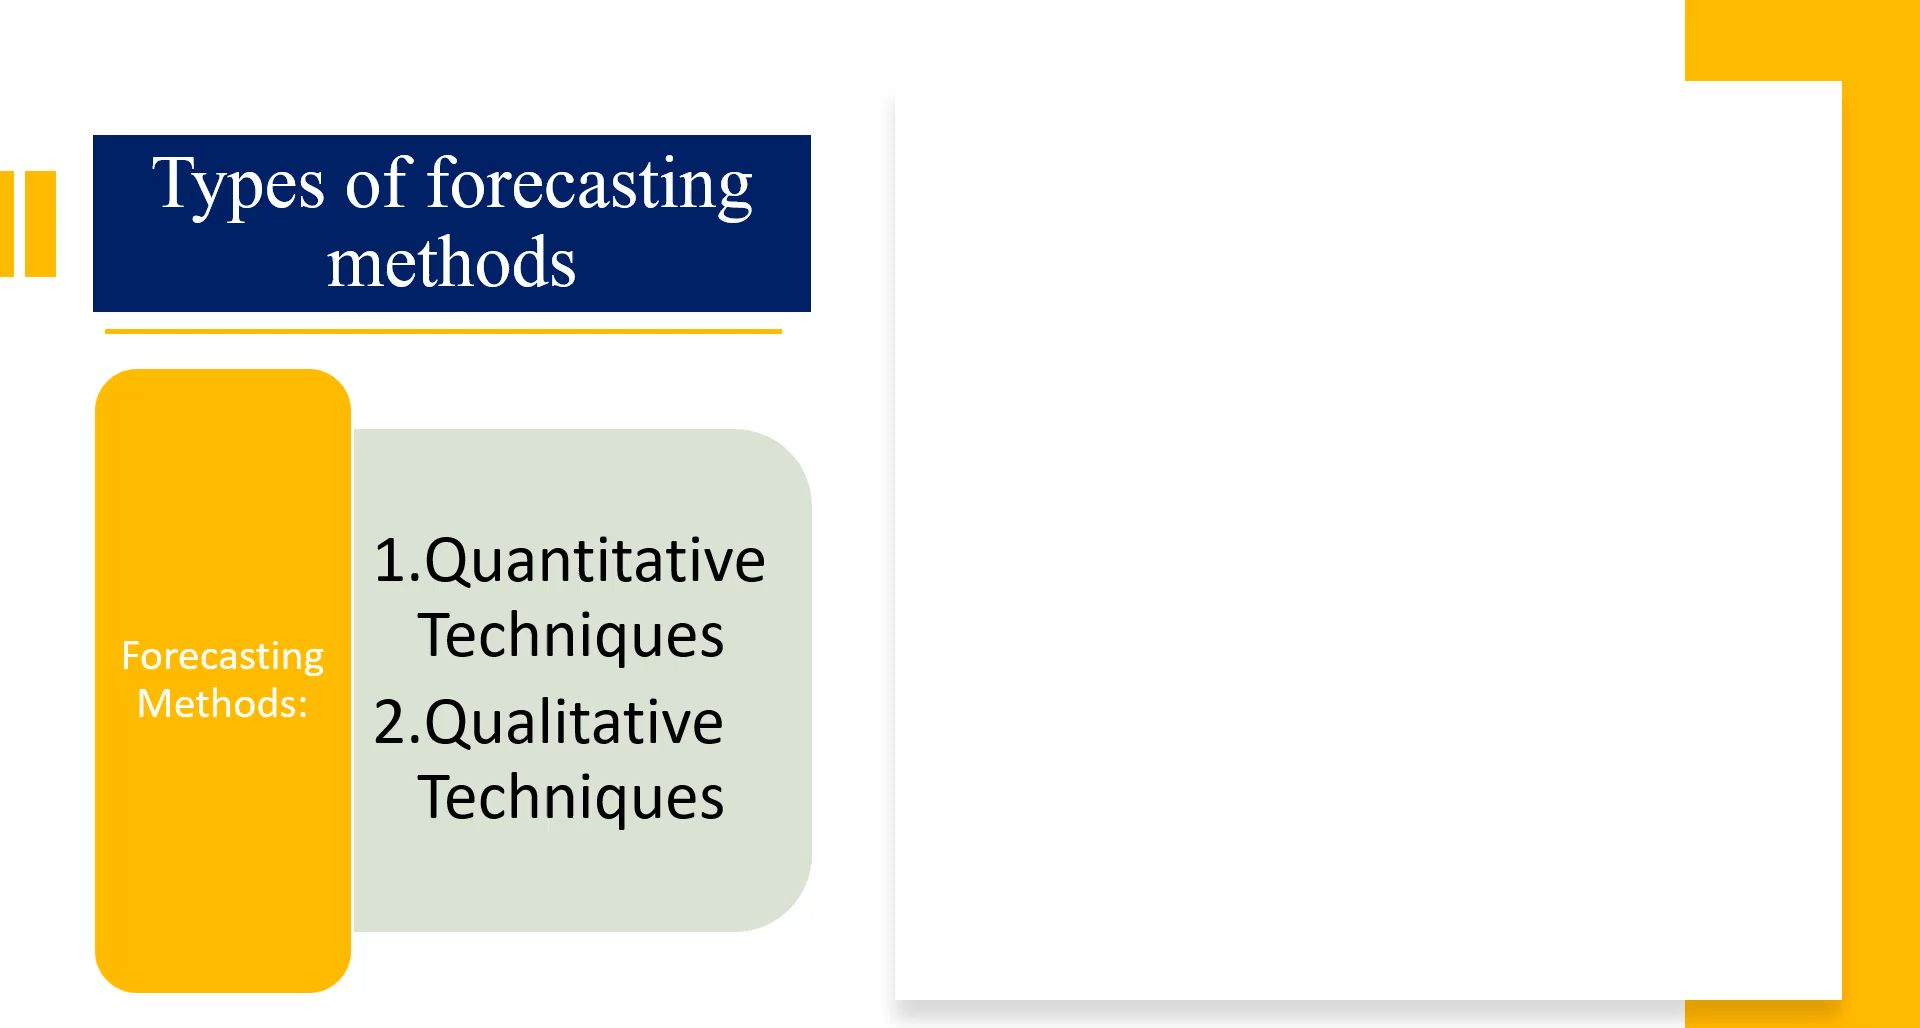 Types of forecasting
methods
Forecasting
Methods:
1.Quantitative
Techniques
2.Qualitative
Techniques